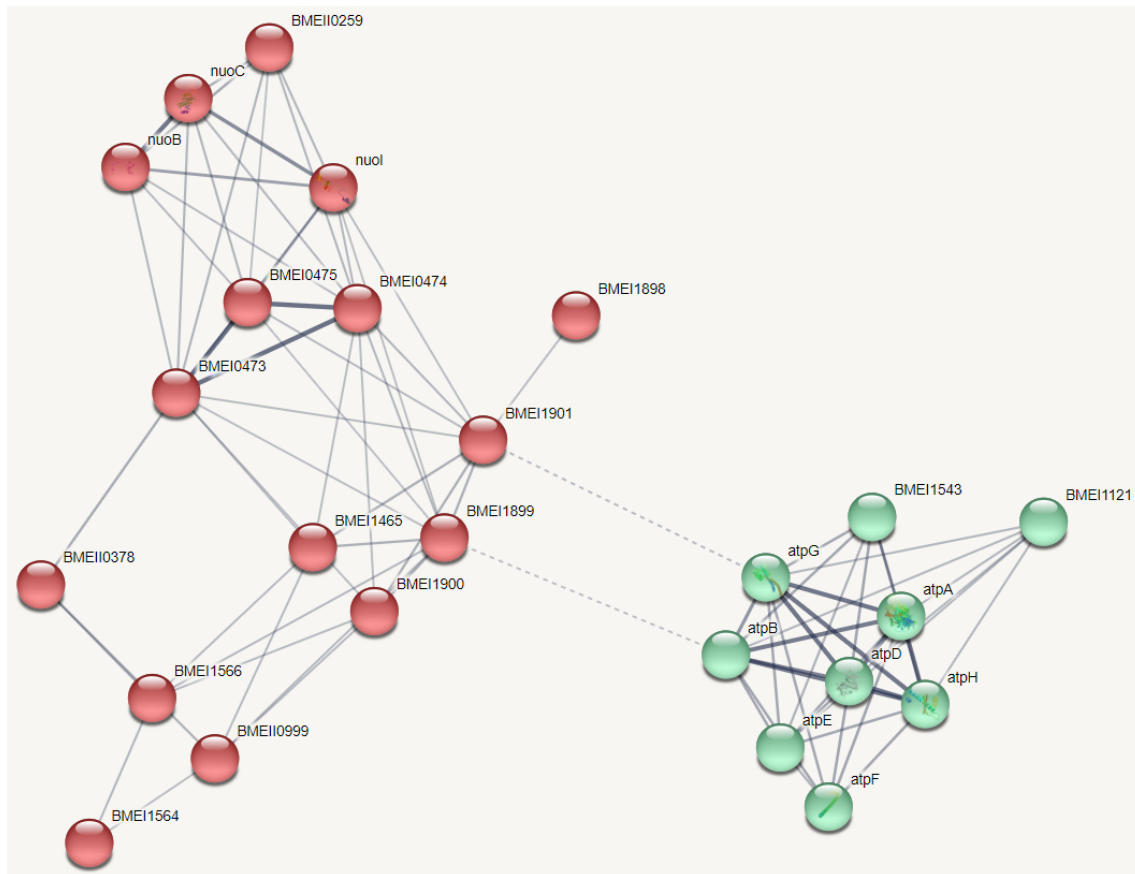 BMEII0259
nuoC
nuoB
nuoI
BMEI0475
BMEI0474
BMEI1898
BMEI0473
BMEI1901
BMEI1543
BMEI1121
BMEI1465
BMEI1899
atpG
BMEII0378
BMEI1900
atpA
atpB
atpD
atpH
BMEI1566
atpE
BMEII0999
atpF
BMEI1564